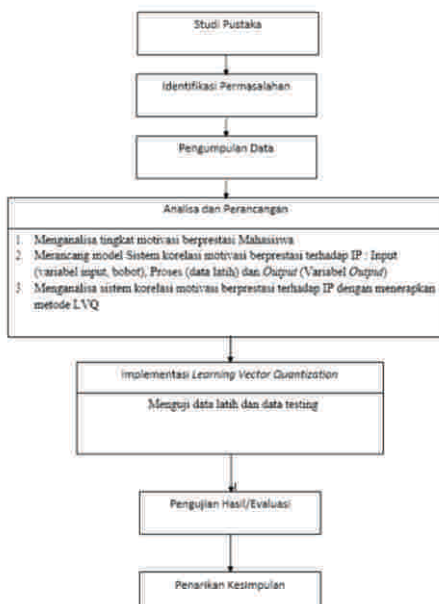 Studi Pustaka
Identifikasi Permasalahan
Pengumpulan Data
Analisa dan Perancangan
1. Menganalisa tingkat motivasi berprestasi Mahasiswa
2. Merancang model Sistem korelasi motivasi berprestasi terhadap IP : Input
(variabel input, bobot), Proses (data latih) dan Output (Variabel Output)
3. Menganalisa sistem korelasi motivasi berprestasi terhadap IP dengan menerapkan
metode LVQ
Implementasi Learning Vector Quantization
Menguji data latih dan data testing
Pengujian Hasil/Evaluasi
Penarikan Kesimpulan